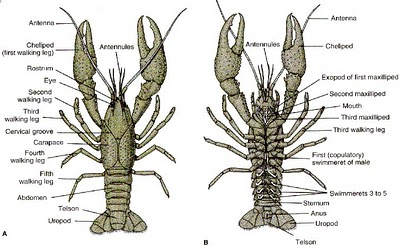 Antenna
Cheliped
(first walking leg)
Rostrum
Eye
Second
walking leg
Third
walking leg
Cervical groove
Carapace
Fourth
walking leg
Fifth
walking leg
Abdomen
Telson
Uropod
A
Antennules
Antennules
Antenna
Cheliped
Exopod of first maxilliped
Second maxilliped
Mouth
Third maxilliped
Third walking leg
First (copulatory)
swimmeret of male
Swimmerets 3 to 5
Sternum
Anus
Uropod
Telson
B